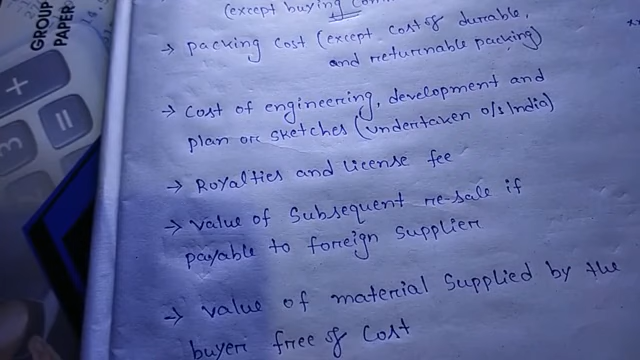 GROUP
PAPER
(except buying
→ packing cost (except cost of durable,
and returnable packing)
→ Cost of engineering, development and
plan or sketches (undertaken o/s India)
→ Royalties and License fee
→ value of Subsequent re-sale if
payable to foreign supplier
→ value of material supplied by the
buyer free of cost